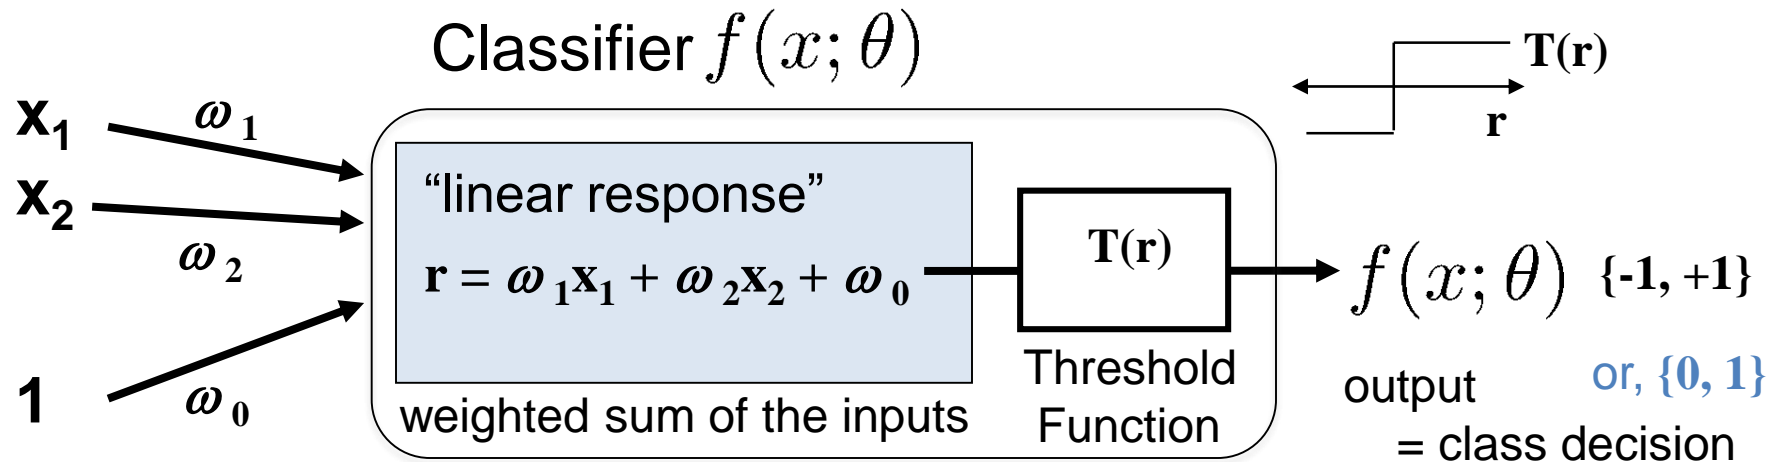 Classifier f(x; θ)
T(r)
r
x₁
ω₁
x₂
ω₂
1
ω₀
“linear response”
r = ω₁x₁ + ω₂x₂ + ω₀
weighted sum of the inputs
T(r)
Threshold
Function
f(x; θ) {-1, +1}
or, {0, 1}
output
= class decision